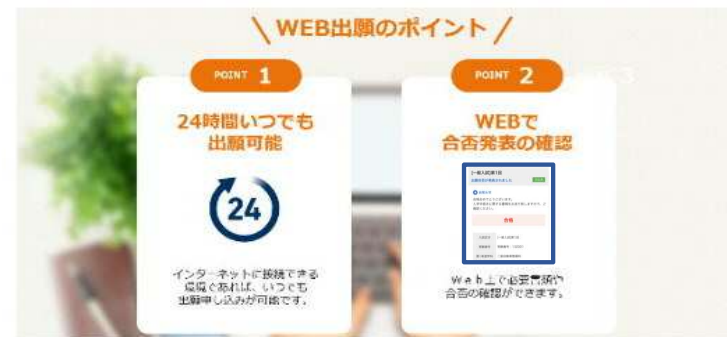 WEB出願のポイント
POINT 1
24時間いつでも
出願可能
24
インターネットに接続できる
環境であれば、いつでも
出願申し込みが可能です。
POINT 2
WEBで
合否発表の確認
合格
Web上で必要書類や
合否の確認ができます。